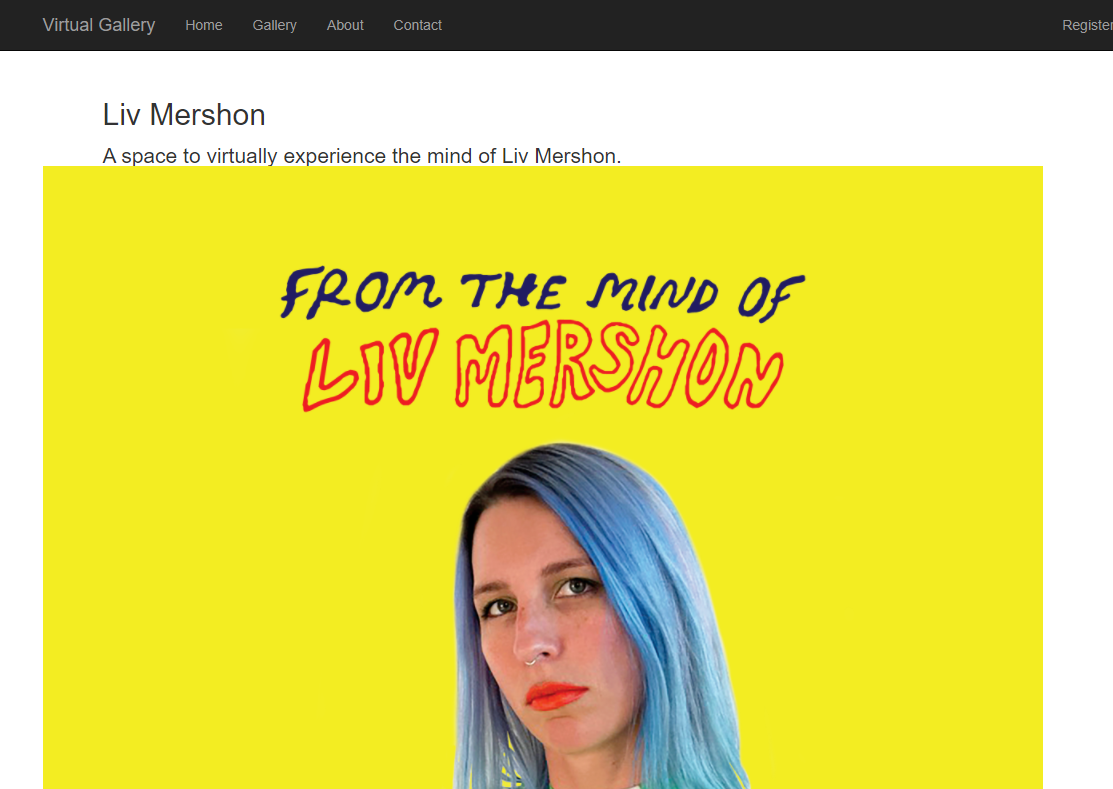 Virtual Gallery Home Gallery About Contact Register
Liv Mershon
A space to virtually experience the mind of Liv Mershon.
FROM THE MIND OF
LIV MERSHON